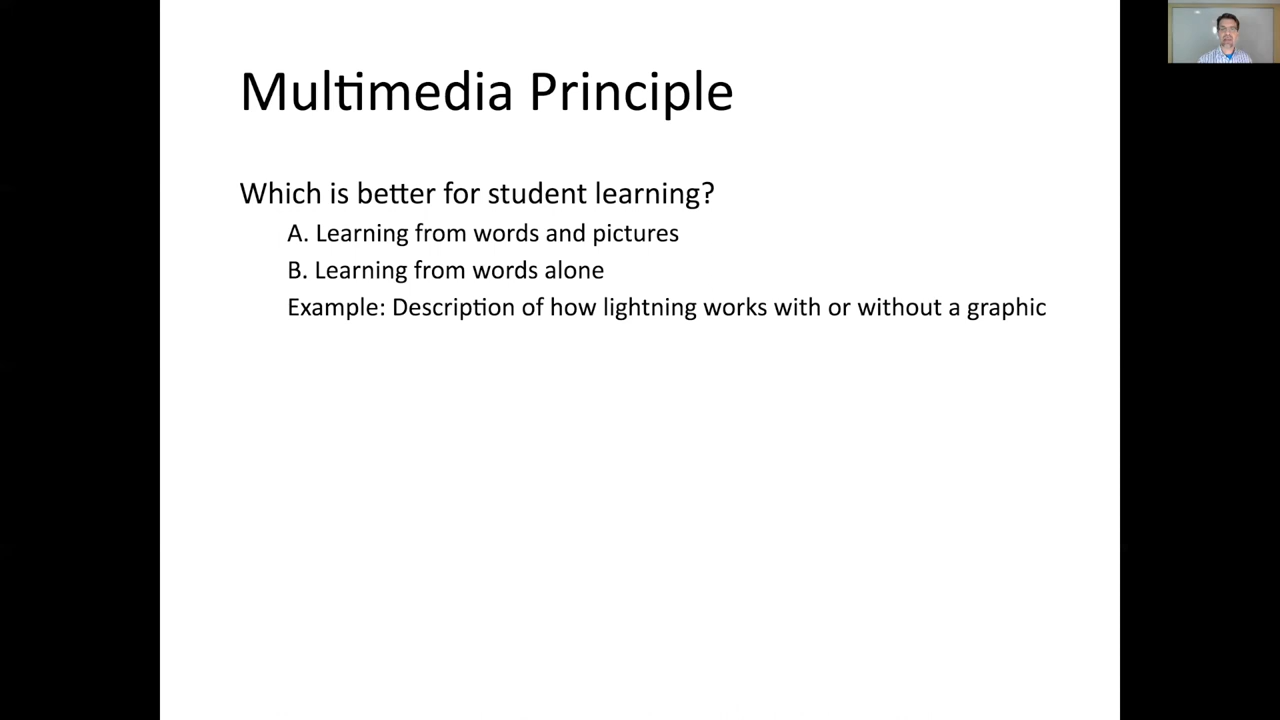 Multimedia Principle
Which is better for student learning?
A. Learning from words and pictures
B. Learning from words alone
Example: Description of how lightning works with or without a graphic